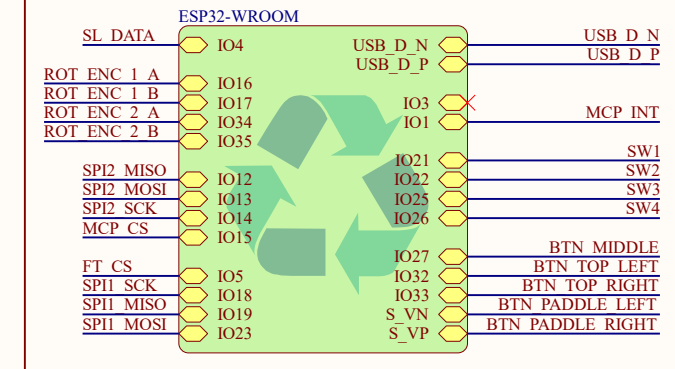 ESP32-WROOM
SL_DATA IO4 USB_D_N USB_D_N
USB_D_P USB_D_P
ROT_ENC_1_A IO16
ROT_ENC_1_B IO17 IO3
ROT_ENC_2_A IO34 IO1 MCP_INT
ROT_ENC_2_B IO35
IO21 SW1
SPI2_MISO IO12 IO22 SW2
SPI2_MOSI IO13 IO25 SW3
SPI2_SCK IO14 IO26 SW4
MCP_CS IO15
IO27 BTN_MIDDLE
FT_CS IO5 IO32 BTN_TOP_LEFT
SPI1_SCK IO18 IO33 BTN_TOP_RIGHT
SPI1_MISO IO19 S_VN BTN_PADDLE_LEFT
SPI1_MOSI IO23 S_VP BTN_PADDLE_RIGHT